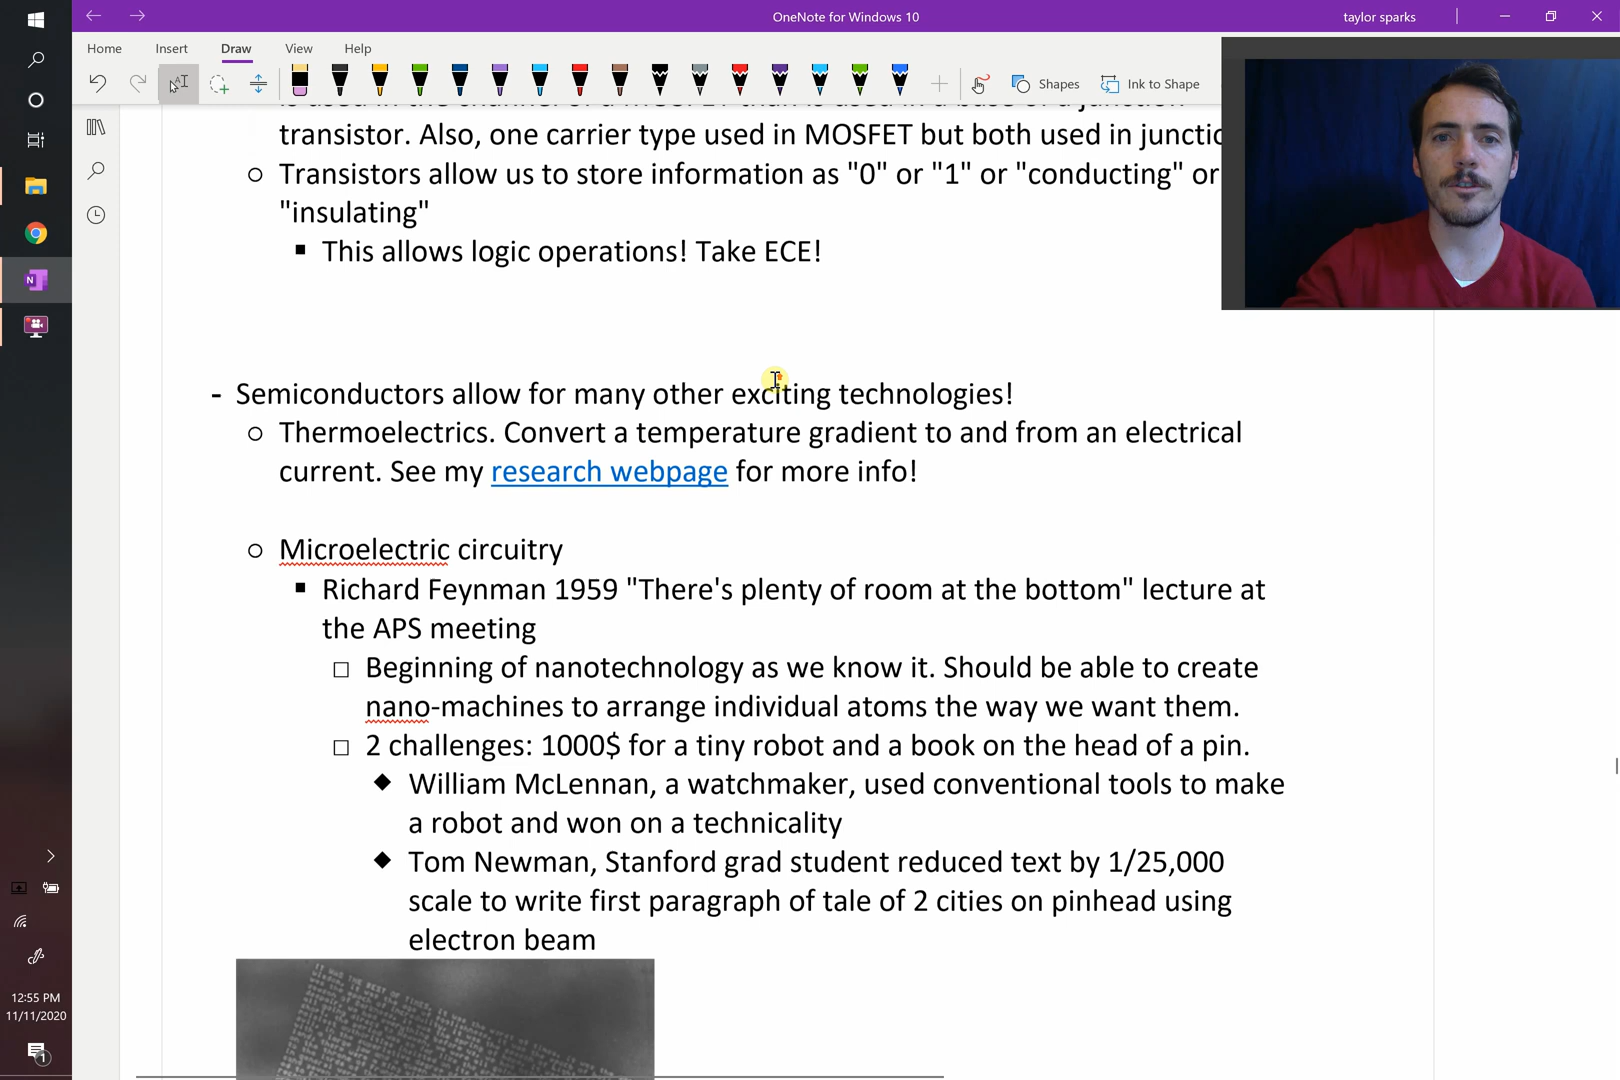 OneNote for Windows 10
taylor sparks
Home Insert Draw View Help
Shapes
Ink to Shape
transistor. Also, one carrier type used in MOSFET but both used in junctio
Transistors allow us to store information as "0" or "1" or "conducting" or
"insulating"
This allows logic operations! Take ECE!
- Semiconductors allow for many other exciting technologies!
Thermoelectrics. Convert a temperature gradient to and from an electrical
current. See my research webpage for more info!
Microelectric circuitry
Richard Feynman 1959 "There's plenty of room at the bottom" lecture at
the APS meeting
Beginning of nanotechnology as we know it. Should be able to create
nano-machines to arrange individual atoms the way we want them.
2 challenges: 1000$ for a tiny robot and a book on the head of a pin.
William McLennan, a watchmaker, used conventional tools to make
a robot and won on a technicality
Tom Newman, Stanford grad student reduced text by 1/25,000
scale to write first paragraph of tale of 2 cities on pinhead using
electron beam
IT WAS THE BEST OF TIMES,
12:55 PM
11/11/2020
1